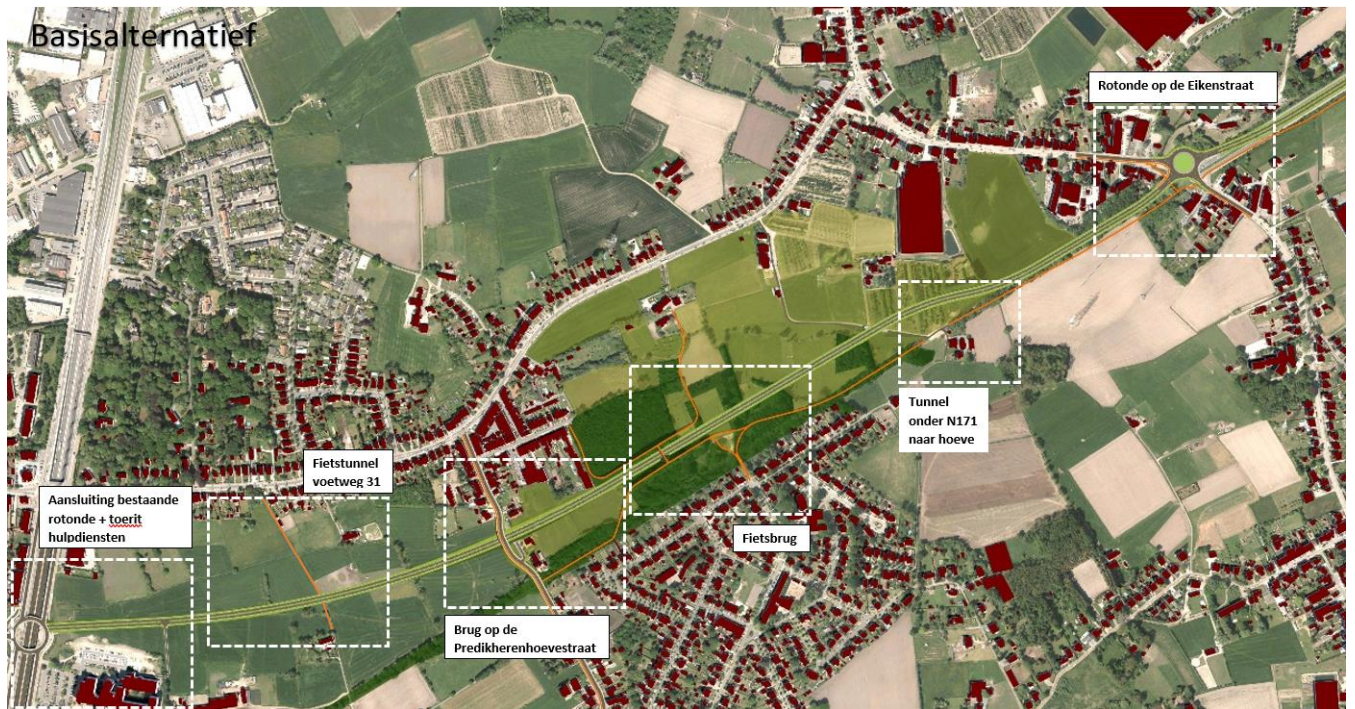 Basisalternatief
Rotonde op de Eikenstraat
Tunnel
onder N171
naar hoeve
Fietstunnel
voetweg 31
Aansluiting bestaande
rotonde + toerit
hulpdiensten
Fietsbrug
Brug op de
Predikherenhoevestraat